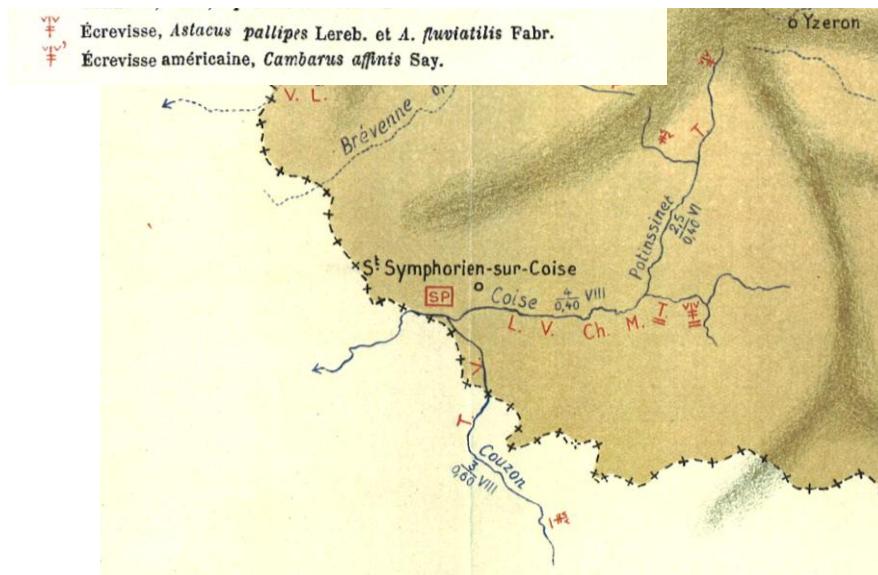 Écrevisse, Astacus pallipes Lereb. et A. fluviatilis Fabr.
Écrevisse américaine, Cambarus affinis Say.
Yzeron
V. L.
Brévenne
T
Potinssinet
2,5
0,40 VI
St Symphorien-sur-Coise
SP
Coise
4
0,40 VIII
L. V. Ch. M. T
V.
T.
Couzon
3
0,60 VIII